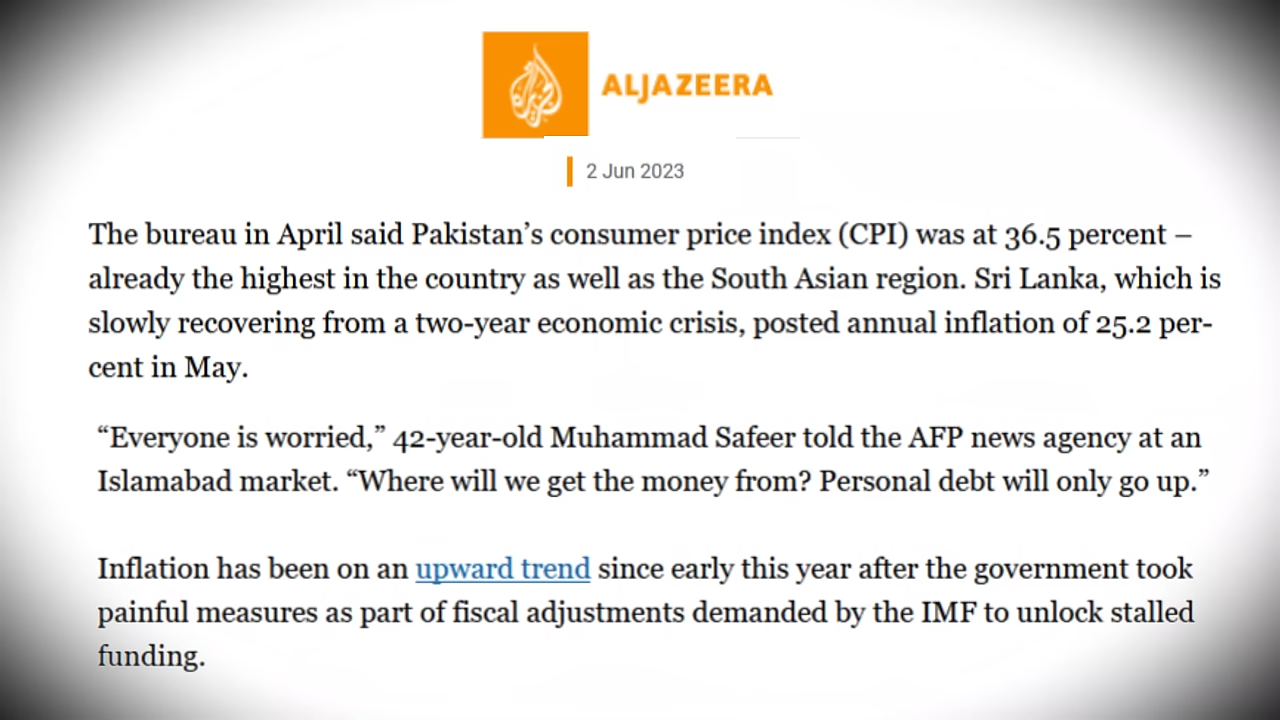 ALJAZEERA
2 Jun 2023
The bureau in April said Pakistan’s consumer price index (CPI) was at 36.5 percent –
already the highest in the country as well as the South Asian region. Sri Lanka, which is
slowly recovering from a two-year economic crisis, posted annual inflation of 25.2 per-
cent in May.
“Everyone is worried,” 42-year-old Muhammad Safeer told the AFP news agency at an
Islamabad market. “Where will we get the money from? Personal debt will only go up.”
Inflation has been on an upward trend since early this year after the government took
painful measures as part of fiscal adjustments demanded by the IMF to unlock stalled
funding.